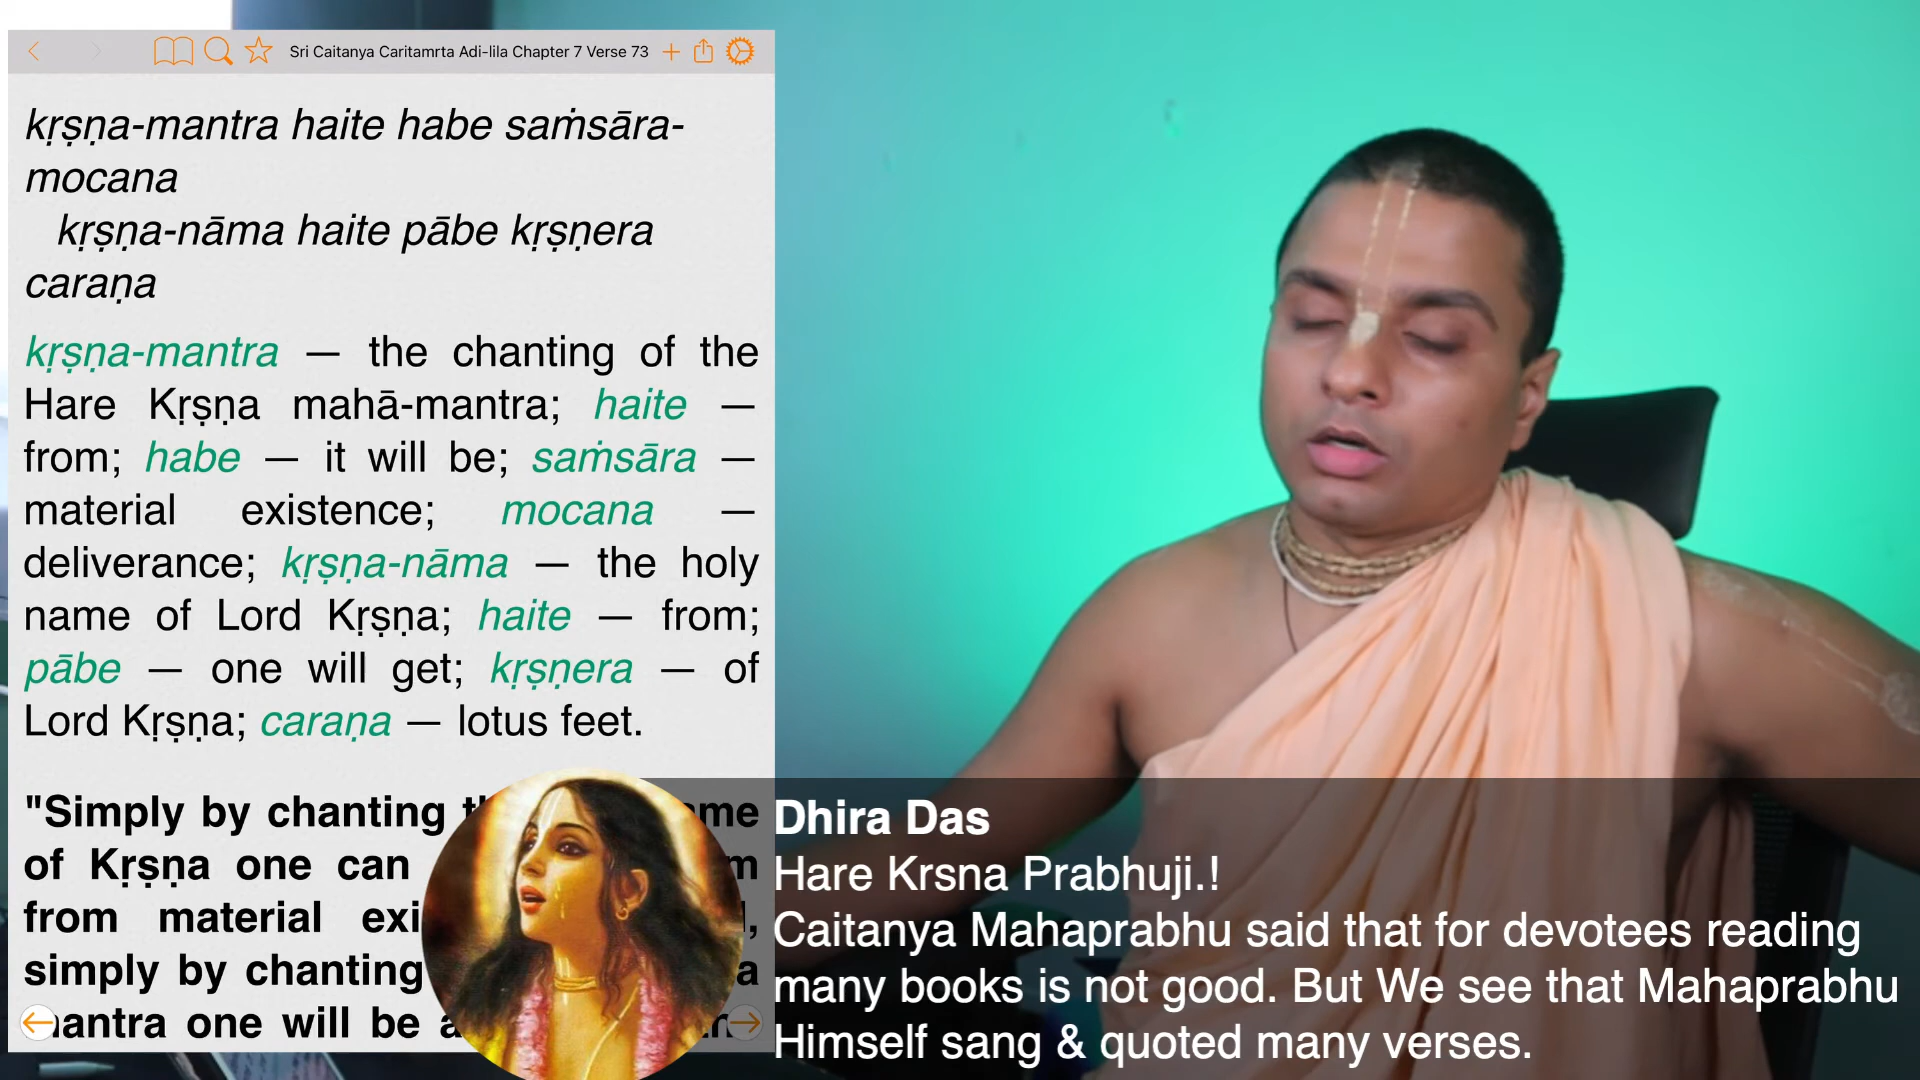 Sri Caitanya Caritamrta Adi-lila Chapter 7 Verse 73
kṛṣṇa-mantra haite habe saṁsāra-
mocana
kṛṣṇa-nāma haite pābe kṛṣṇera
caraṇa
kṛṣṇa-mantra — the chanting of the
Hare Kṛṣṇa mahā-mantra; haite —
from; habe — it will be; saṁsāra —
material existence; mocana —
deliverance; kṛṣṇa-nāma — the holy
name of Lord Kṛṣṇa; haite — from;
pābe — one will get; kṛṣṇera — of
Lord Kṛṣṇa; caraṇa — lotus feet.
"Simply by chanting
of Kṛṣṇa one can
from material
simply by chanting
one will be
Dhira Das
Hare Krsna Prabhuji.!
Caitanya Mahaprabhu said that for devotees reading
many books is not good. But We see that Mahaprabhu
Himself sang & quoted many verses.